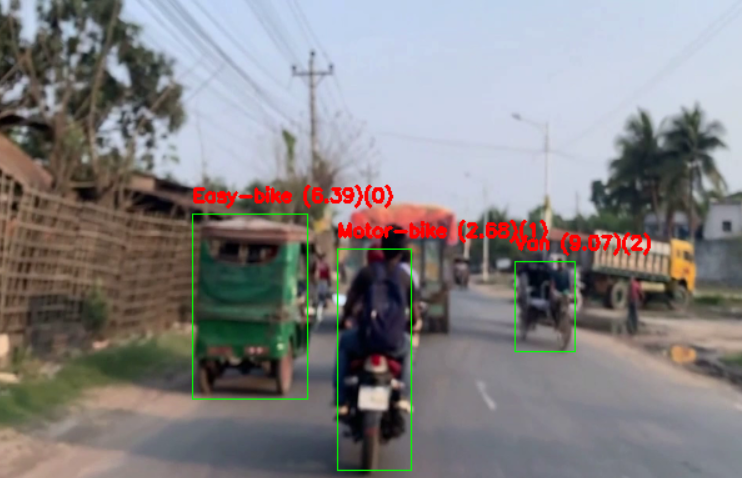 Easy-bike (6.39)(0)
Motor-bike (2.68)(1)
Van (9.07)(2)